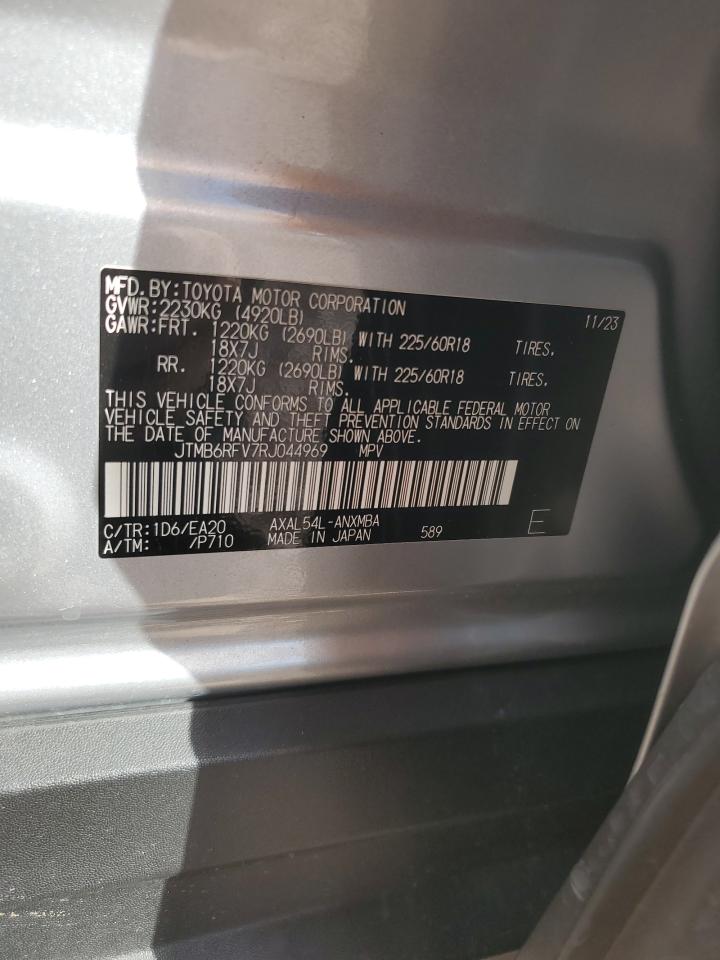 MFD. BY:TOYOTA MOTOR CORPORATION 11/23
GVWR:2230KG (4920LB)
GAWR:FRT. 1220KG (2690LB) WITH 225/60R18 TIRES.
18X7J RIMS.
RR. 1220KG (2690LB) WITH 225/60R18 TIRES.
18X7J RIMS.
THIS VEHICLE CONFORMS TO ALL APPLICABLE FEDERAL MOTOR
VEHICLE SAFETY AND THEFT PREVENTION STANDARDS IN EFFECT ON
THE DATE OF MANUFACTURE SHOWN ABOVE.
JTMB6RFV7RJ044969 MPV
C/TR:1D6/EA20 AXAL54L-ANXMBA
A/TM: /P710 MADE IN JAPAN 589 E